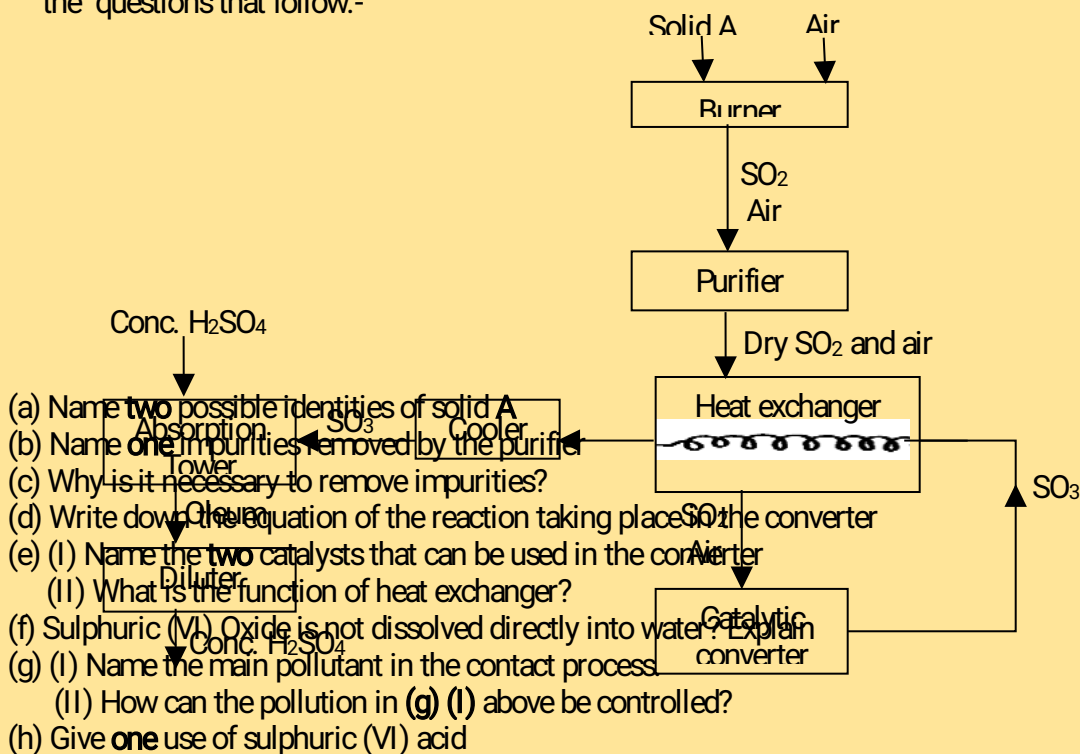 the questions that follow:-
Solid A
Air
Burner
SO2
Air
Purifier
Dry SO2 and air
Heat exchanger
SO3
SO2
Air
Catalytic
converter
Cooler
SO3
Conc. H2SO4
Absorption
Tower
Oleum
Diluter
Conc. H2SO4
(a) Name two possible identities of solid A
(b) Name one impurities removed by the purifier
(c) Why is it necessary to remove impurities?
(d) Write down the equation of the reaction taking place in the converter
(e) (I) Name the two catalysts that can be used in the converter
(II) What is the function of heat exchanger?
(f) Sulphuric (VI) Oxide is not dissolved directly into water? Explain
(g) (I) Name the main pollutant in the contact process.
(II) How can the pollution in (g) (I) above be controlled?
(h) Give one use of sulphuric (VI) acid